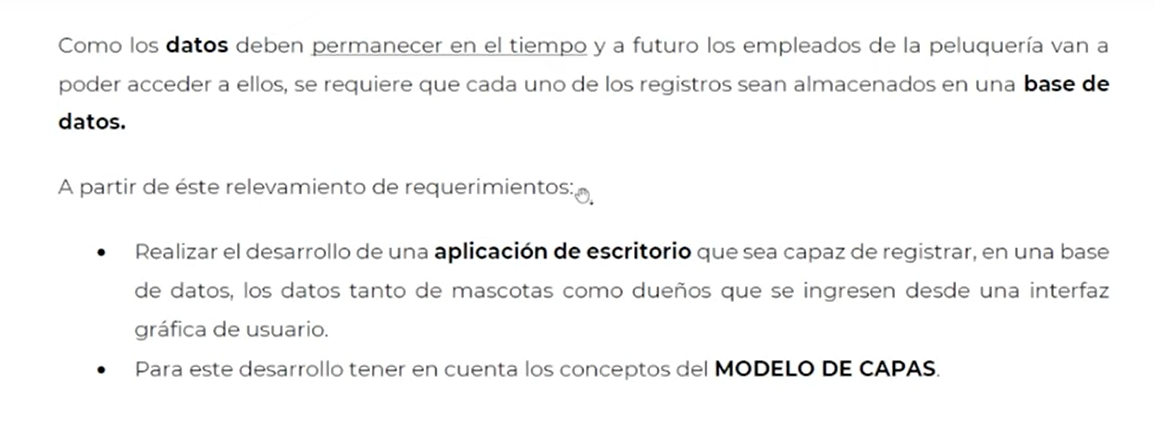 Como los datos deben permanecer en el tiempo y a futuro los empleados de la peluquería van a
poder acceder a ellos, se requiere que cada uno de los registros sean almacenados en una base de
datos.
A partir de éste relevamiento de requerimientos:
• Realizar el desarrollo de una aplicación de escritorio que sea capaz de registrar, en una base
de datos, los datos tanto de mascotas como dueños que se ingresen desde una interfaz
gráfica de usuario.
• Para este desarrollo tener en cuenta los conceptos del MODELO DE CAPAS.